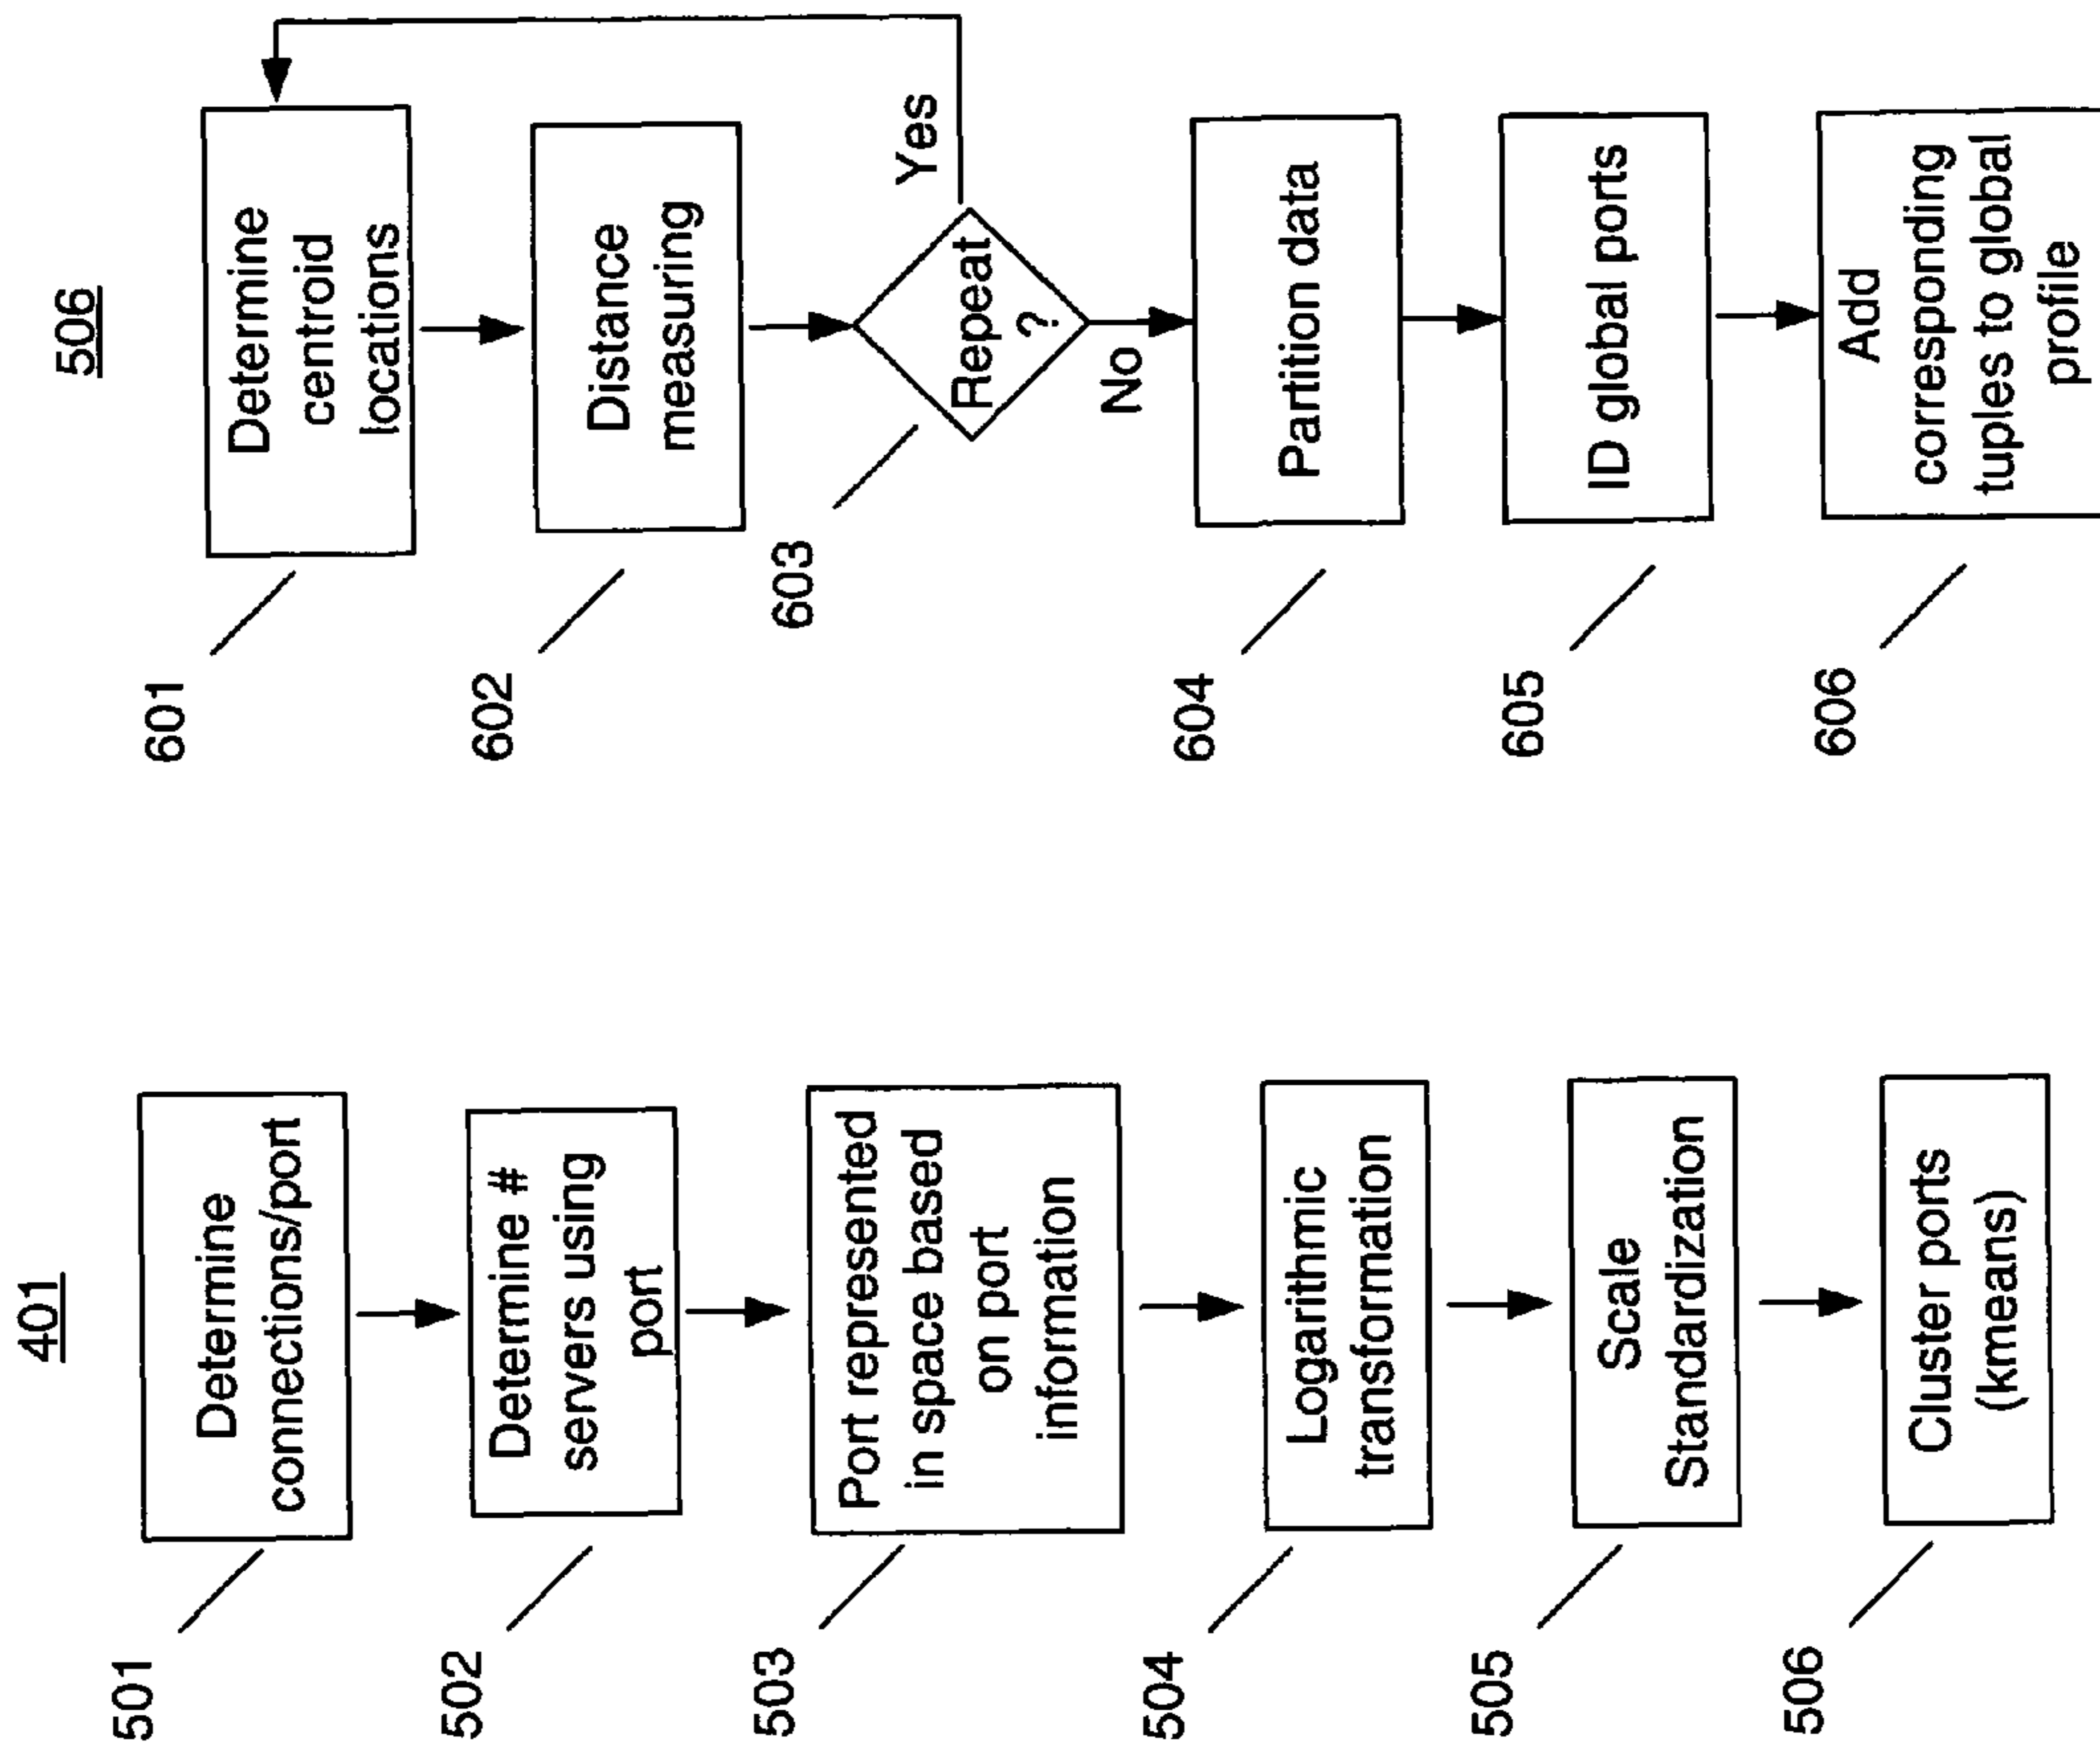 401
501
Determine
connections/port
502
Determine #
servers using
port
503
Port represented
in space based
on port
information
504
Logarithmic
transformation
505
Scale
Standardization
506
Cluster ports
(kmeans)
506
601
Determine
centroid
locations
602
Distance
measuring
603
Repeat
?
Yes
No
604
Partition data
605
ID global ports
606
Add
corresponding
tuples to global
profile